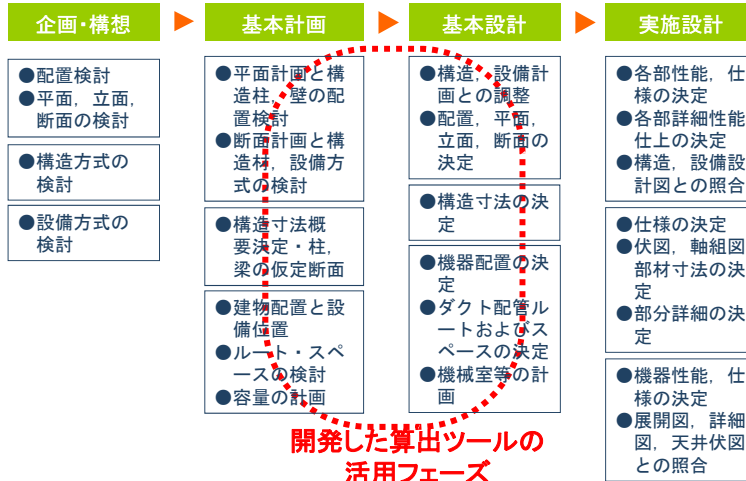 企画・構想
●配置検討
●平面，立面，
断面の検討
●構造方式の
検討
●設備方式の
検討
基本計画
●平面計画と構
造柱，壁の配
置検討
●断面計画と構
造材，設備方
式の検討
●構造寸法概
要決定・柱，
梁の仮定断面
●建物配置と設
備位置
●ルート・スペ
ースの検討
●容量の計画
基本設計
●構造，設備計
画との調整
●配置，平面，
立面，断面の
決定
●構造寸法の決
定
●機器配置の決
定
●ダクト配管ル
ートおよびス
ペースの決定
●機械室等の計
画
実施設計
●各部性能，仕
様の決定
●各部詳細性能
仕上の決定
●構造，設備設
計図との照合
●仕様の決定
●伏図，軸組図
部材寸法の決
定
●部分詳細の決
定
●機器性能，仕
様の決定
●展開図，詳細
図，天井伏図
との照合
開発した算出ツールの
活用フェーズ